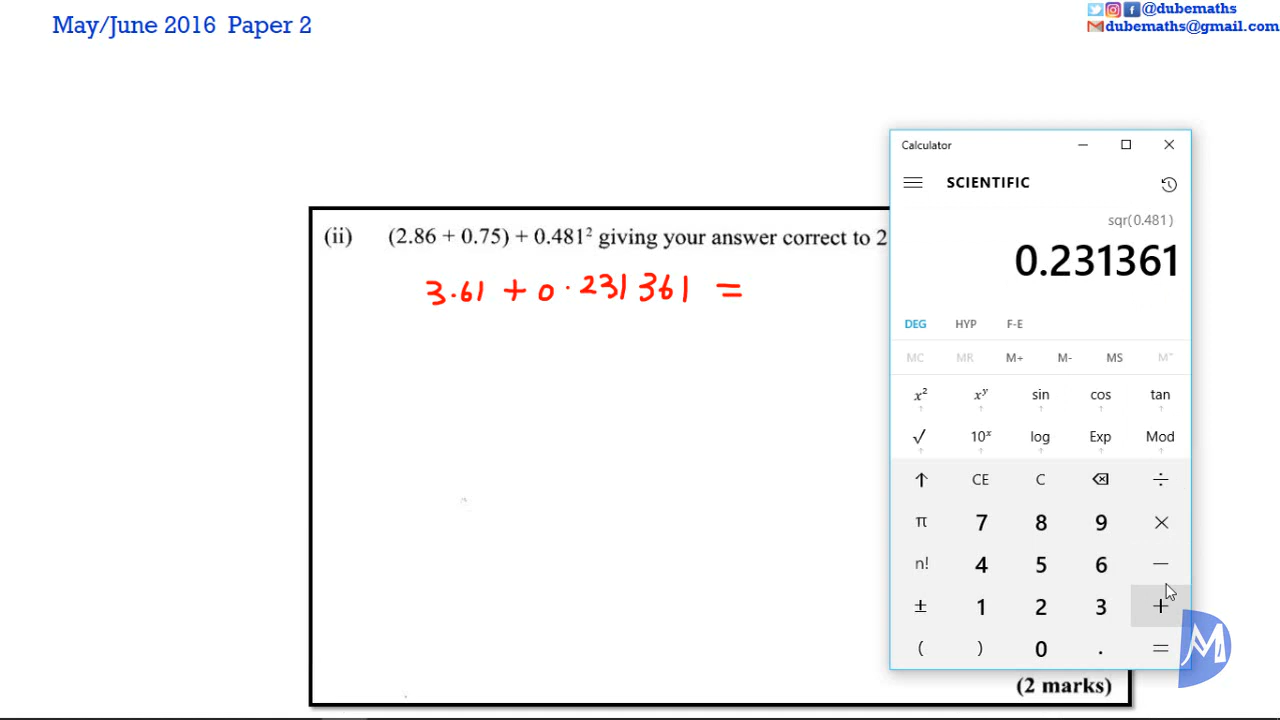 May/June 2016 Paper 2
@dubemaths
dubemaths@gmail.com
(ii) (2.86 + 0.75) + 0.481² giving your answer correct to 2
3.61 + 0.231361 =
Calculator
SCIENTIFIC
sqr(0.481)
0.231361
DEG HYP F-E
MC MR M+ M- MS M˅
x² xʸ sin cos tan
√ 10ˣ log Exp Mod
↑ CE C ⌫ ÷
π 7 8 9 ×
n! 4 5 6 −
± 1 2 3 +
( ) 0 . =
M
(2 marks)